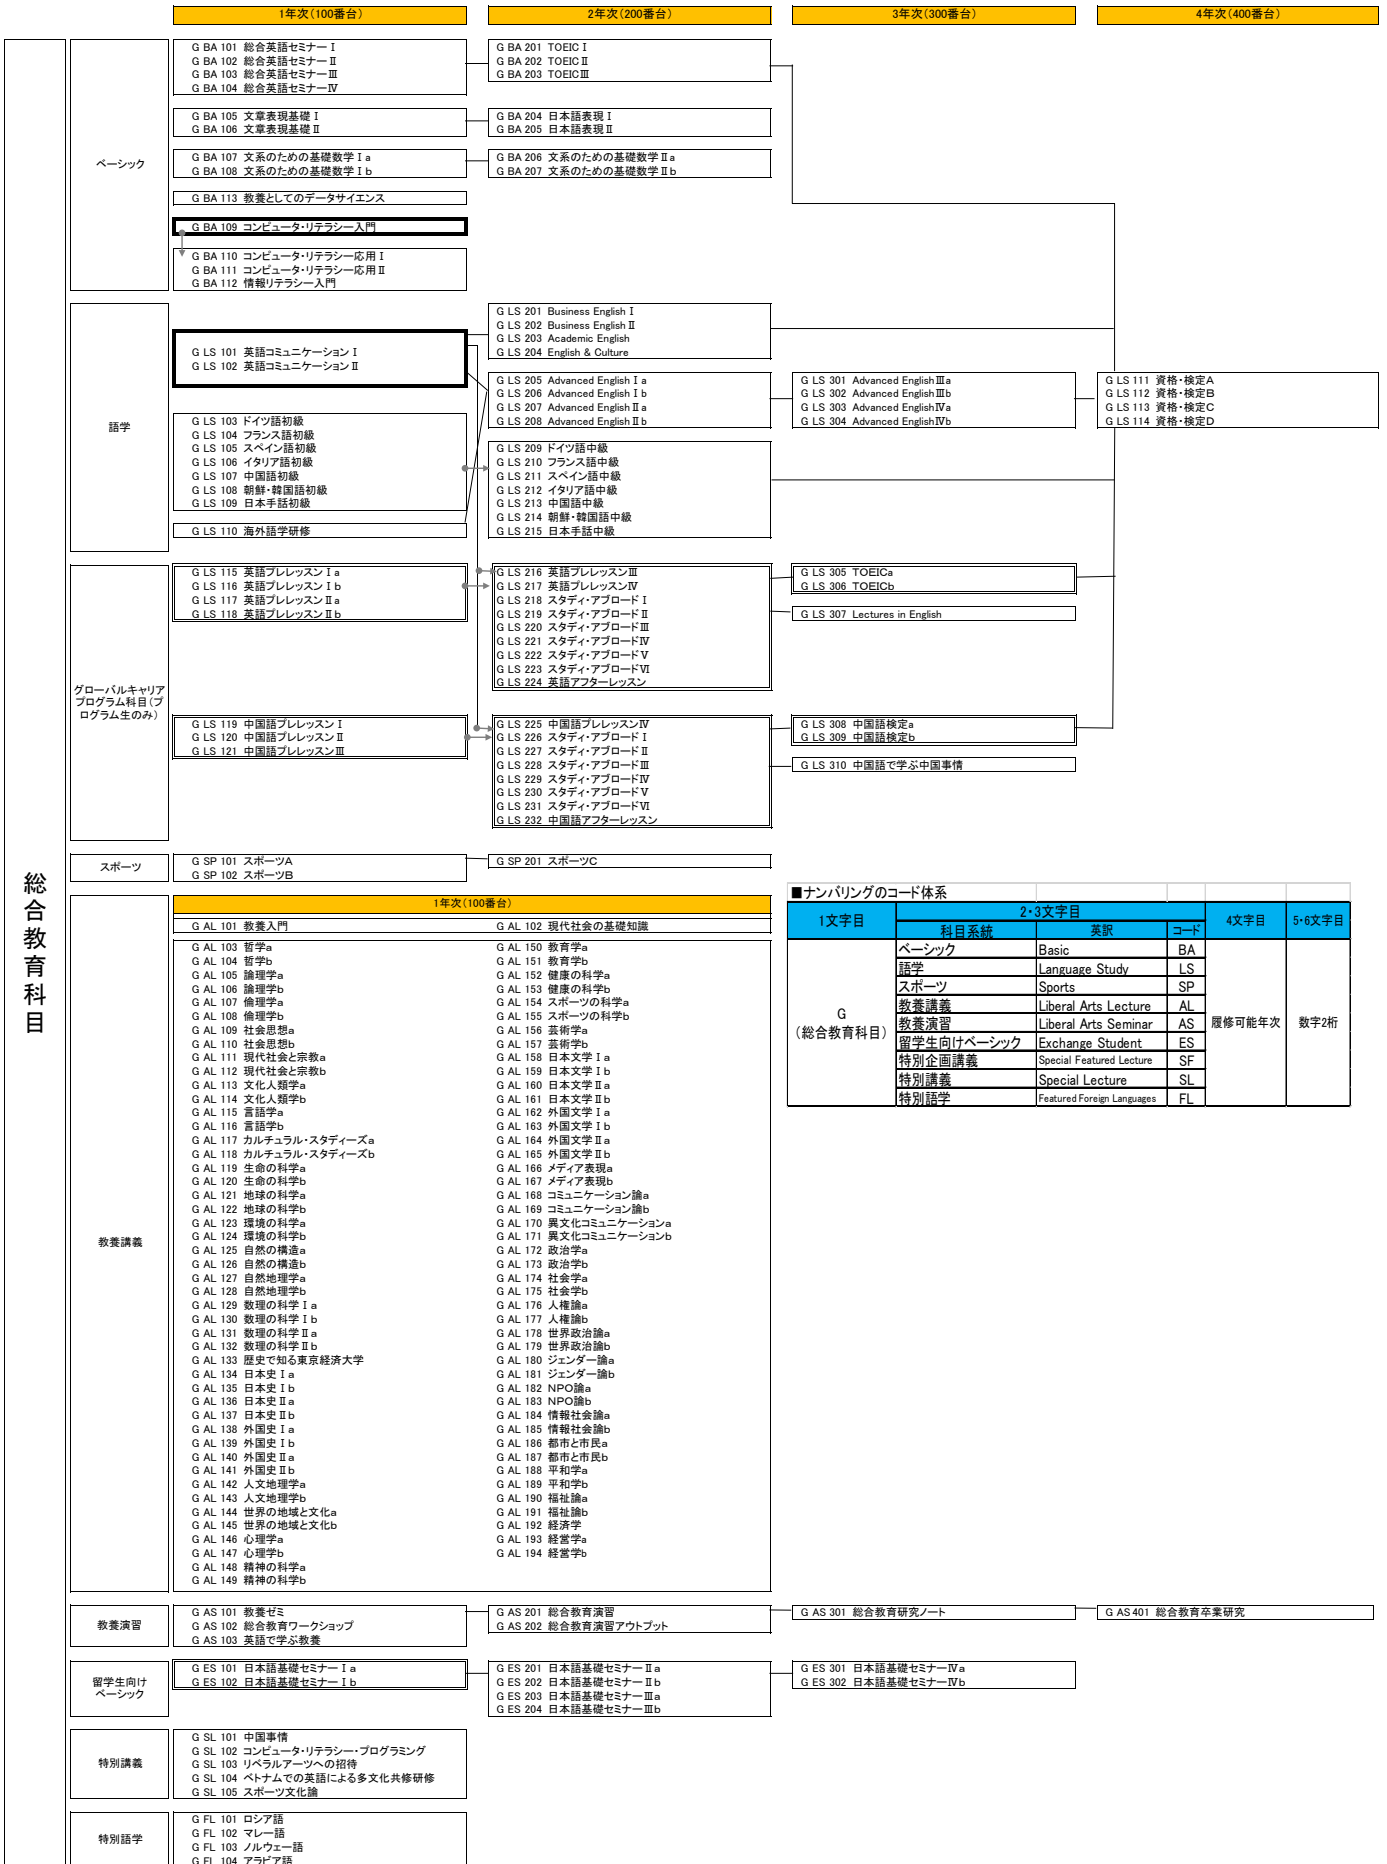 1年次(100番台)
2年次(200番台)
3年次(300番台)
4年次(400番台)
総合教育科目
ベーシック
G BA 101 総合英語セミナーⅠ
G BA 102 総合英語セミナーⅡ
G BA 103 総合英語セミナーⅢ
G BA 104 総合英語セミナーⅣ
G BA 201 TOEICⅠ
G BA 202 TOEICⅡ
G BA 203 TOEICⅢ
G BA 105 文章表現基礎Ⅰ
G BA 106 文章表現基礎Ⅱ
G BA 204 日本語表現Ⅰ
G BA 205 日本語表現Ⅱ
G BA 107 文系のための基礎数学Ⅰa
G BA 108 文系のための基礎数学Ⅰb
G BA 206 文系のための基礎数学Ⅱa
G BA 207 文系のための基礎数学Ⅱb
G BA 113 教養としてのデータサイエンス
G BA 109 コンピュータ・リテラシー入門
G BA 110 コンピュータ・リテラシー応用Ⅰ
G BA 111 コンピュータ・リテラシー応用Ⅱ
G BA 112 情報リテラシー入門
語学
G LS 101 英語コミュニケーションⅠ
G LS 102 英語コミュニケーションⅡ
G LS 201 Business EnglishⅠ
G LS 202 Business EnglishⅡ
G LS 203 Academic English
G LS 204 English & Culture
G LS 205 Advanced EnglishⅠa
G LS 206 Advanced EnglishⅠb
G LS 207 Advanced EnglishⅡa
G LS 208 Advanced EnglishⅡb
G LS 301 Advanced EnglishⅢa
G LS 302 Advanced EnglishⅢb
G LS 303 Advanced EnglishⅣa
G LS 304 Advanced EnglishⅣb
G LS 111 資格・検定A
G LS 112 資格・検定B
G LS 113 資格・検定C
G LS 114 資格・検定D
G LS 103 ドイツ語初級
G LS 104 フランス語初級
G LS 105 スペイン語初級
G LS 106 イタリア語初級
G LS 107 中国語初級
G LS 108 朝鮮・韓国語初級
G LS 109 日本手話初級
G LS 209 ドイツ語中級
G LS 210 フランス語中級
G LS 211 スペイン語中級
G LS 212 イタリア語中級
G LS 213 中国語中級
G LS 214 朝鮮・韓国語中級
G LS 215 日本手話中級
G LS 110 海外語学研修
グローバルキャリア
プログラム科目(プ
ログラム生のみ)
G LS 115 英語プレレッスンⅠa
G LS 116 英語プレレッスンⅠb
G LS 117 英語プレレッスンⅡa
G LS 118 英語プレレッスンⅡb
G LS 216 英語プレレッスンⅢ
G LS 217 英語プレレッスンⅣ
G LS 218 スタディ・アブロードⅠ
G LS 219 スタディ・アブロードⅡ
G LS 220 スタディ・アブロードⅢ
G LS 221 スタディ・アブロードⅣ
G LS 222 スタディ・アブロードⅤ
G LS 223 スタディ・アブロードⅥ
G LS 224 英語アフターレッスン
G LS 305 TOEICa
G LS 306 TOEICb
G LS 307 Lectures in English
G LS 119 中国語プレレッスンⅠ
G LS 120 中国語プレレッスンⅡ
G LS 121 中国語プレレッスンⅢ
G LS 225 中国語プレレッスンⅣ
G LS 226 スタディ・アブロードⅠ
G LS 227 スタディ・アブロードⅡ
G LS 228 スタディ・アブロードⅢ
G LS 229 スタディ・アブロードⅣ
G LS 230 スタディ・アブロードⅤ
G LS 231 スタディ・アブロードⅥ
G LS 232 中国語アフターレッスン
G LS 308 中国語検定a
G LS 309 中国語検定b
G LS 310 中国語で学ぶ中国事情
スポーツ
G SP 101 スポーツA
G SP 102 スポーツB
G SP 201 スポーツC
教養講義
1年次(100番台)
G AL 101 教養入門
G AL 102 現代社会の基礎知識
G AL 103 哲学a
G AL 104 哲学b
G AL 105 論理学a
G AL 106 論理学b
G AL 107 倫理学a
G AL 108 倫理学b
G AL 109 社会思想a
G AL 110 社会思想b
G AL 111 現代社会と宗教a
G AL 112 現代社会と宗教b
G AL 113 文化人類学a
G AL 114 文化人類学b
G AL 115 言語学a
G AL 116 言語学b
G AL 117 カルチュラル・スタディーズa
G AL 118 カルチュラル・スタディーズb
G AL 119 生命の科学a
G AL 120 生命の科学b
G AL 121 地球の科学a
G AL 122 地球の科学b
G AL 123 環境の科学a
G AL 124 環境の科学b
G AL 125 自然の構造a
G AL 126 自然の構造b
G AL 127 自然地理学a
G AL 128 自然地理学b
G AL 129 数理の科学Ⅰa
G AL 130 数理の科学Ⅰb
G AL 131 数理の科学Ⅱa
G AL 132 数理の科学Ⅱb
G AL 133 歴史で知る東京経済大学
G AL 134 日本史Ⅰa
G AL 135 日本史Ⅰb
G AL 136 日本史Ⅱa
G AL 137 日本史Ⅱb
G AL 138 外国史Ⅰa
G AL 139 外国史Ⅰb
G AL 140 外国史Ⅱa
G AL 141 外国史Ⅱb
G AL 142 人文地理学a
G AL 143 人文地理学b
G AL 144 世界の地域と文化a
G AL 145 世界の地域と文化b
G AL 146 心理学a
G AL 147 心理学b
G AL 148 精神の科学a
G AL 149 精神の科学b
G AL 150 教育学a
G AL 151 教育学b
G AL 152 健康の科学a
G AL 153 健康の科学b
G AL 154 スポーツの科学a
G AL 155 スポーツの科学b
G AL 156 芸術学a
G AL 157 芸術学b
G AL 158 日本文学Ⅰa
G AL 159 日本文学Ⅰb
G AL 160 日本文学Ⅱa
G AL 161 日本文学Ⅱb
G AL 162 外国文学Ⅰa
G AL 163 外国文学Ⅰb
G AL 164 外国文学Ⅱa
G AL 165 外国文学Ⅱb
G AL 166 メディア表現a
G AL 167 メディア表現b
G AL 168 コミュニケーション論a
G AL 169 コミュニケーション論b
G AL 170 異文化コミュニケーションa
G AL 171 異文化コミュニケーションb
G AL 172 政治学a
G AL 173 政治学b
G AL 174 社会学a
G AL 175 社会学b
G AL 176 人権論a
G AL 177 人権論b
G AL 178 世界政治論a
G AL 179 世界政治論b
G AL 180 ジェンダー論a
G AL 181 ジェンダー論b
G AL 182 NPO論a
G AL 183 NPO論b
G AL 184 情報社会論a
G AL 185 情報社会論b
G AL 186 都市と市民a
G AL 187 都市と市民b
G AL 188 平和学a
G AL 189 平和学b
G AL 190 福祉論a
G AL 191 福祉論b
G AL 192 経済学
G AL 193 経営学a
G AL 194 経営学b
■ナンバリングのコード体系
1文字目
2・3文字目
4文字目
5・6文字目
科目系統
英訳
コード
G
(総合教育科目)
ベーシック Basic BA
語学 Language Study LS
スポーツ Sports SP
教養講義 Liberal Arts Lecture AL
教養演習 Liberal Arts Seminar AS
留学生向けベーシック Exchange Student ES
特別企画講義 Special Featured Lecture SF
特別講義 Special Lecture SL
特別語学 Featured Foreign Languages FL
履修可能年次
数字2桁
教養演習
G AS 101 教養ゼミ
G AS 102 総合教育ワークショップ
G AS 103 英語で学ぶ教養
G AS 201 総合教育演習
G AS 202 総合教育演習アウトプット
G AS 301 総合教育研究ノート
G AS 401 総合教育卒業研究
留学生向け
ベーシック
G ES 101 日本語基礎セミナーⅠa
G ES 102 日本語基礎セミナーⅠb
G ES 201 日本語基礎セミナーⅡa
G ES 202 日本語基礎セミナーⅡb
G ES 203 日本語基礎セミナーⅢa
G ES 204 日本語基礎セミナーⅢb
G ES 301 日本語基礎セミナーⅣa
G ES 302 日本語基礎セミナーⅣb
特別講義
G SL 101 中国事情
G SL 102 コンピュータ・リテラシー・プログラミング
G SL 103 リベラルアーツへの招待
G SL 104 ベトナムでの英語による多文化共修研修
G SL 105 スポーツ文化論
特別語学
G FL 101 ロシア語
G FL 102 マレー語
G FL 103 ノルウェー語
G FL 104 アラビア語